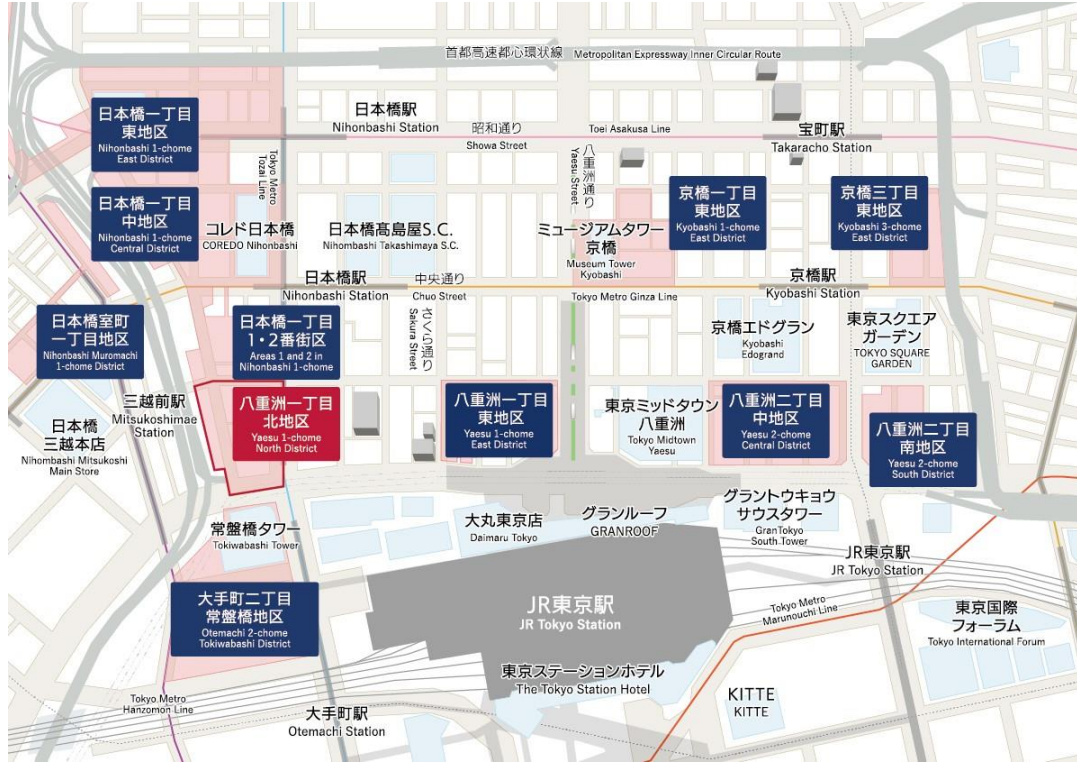 首都高速都心環状線 Metropolitan Expressway Inner Circular Route
日本橋一丁目
東地区
Nihonbashi 1-chome
East District
日本橋駅
Nihonbashi Station
昭和通り
Showa Street
Toei Asakusa Line
宝町駅
Takaracho Station
Tokyo Metro
Tozai Line
八重洲通り
Yaesu Street
日本橋一丁目
中地区
Nihonbashi 1-chome
Central District
コレド日本橋
COREDO Nihonbashi
日本橋髙島屋S.C.
Nihombashi Takashimaya S.C.
ミュージアムタワー
京橋
Museum Tower
Kyobashi
京橋一丁目
東地区
Kyobashi 1-chome
East District
京橋三丁目
東地区
Kyobashi 3-chome
East District
日本橋駅
Nihonbashi Station
中央通り
Chuo Street
Tokyo Metro Ginza Line
京橋駅
Kyobashi Station
日本橋室町
一丁目地区
Nihonbashi Muromachi
1-chome District
日本橋一丁目
1・2番街区
Areas 1 and 2 in
Nihonbashi 1-chome
さくら通り
Sakura Street
京橋エドグラン
Kyobashi
Edogrand
東京スクエア
ガーデン
TOKYO SQUARE
GARDEN
三越前駅
Mitsukoshimae
Station
日本橋
三越本店
Nihombashi Mitsukoshi
Main Store
八重洲一丁目
北地区
Yaesu 1-chome
North District
八重洲一丁目
東地区
Yaesu 1-chome
East District
東京ミッドタウン
八重洲
Tokyo Midtown
Yaesu
八重洲二丁目
中地区
Yaesu 2-chome
Central District
八重洲二丁目
南地区
Yaesu 2-chome
South District
常盤橋タワー
Tokiwabashi Tower
大丸東京店
Daimaru Tokyo
グランルーフ
GRANROOF
グラントウキョウ
サウスタワー
GranTokyo
South Tower
JR東京駅
JR Tokyo Station
大手町二丁目
常盤橋地区
Otemachi 2-chome
Tokiwabashi District
JR東京駅
JR Tokyo Station
Tokyo Metro
Marunouchi Line
東京国際
フォーラム
Tokyo International Forum
東京ステーションホテル
The Tokyo Station Hotel
KITTE
KITTE
Tokyo Metro
Hanzomon Line
大手町駅
Otemachi Station